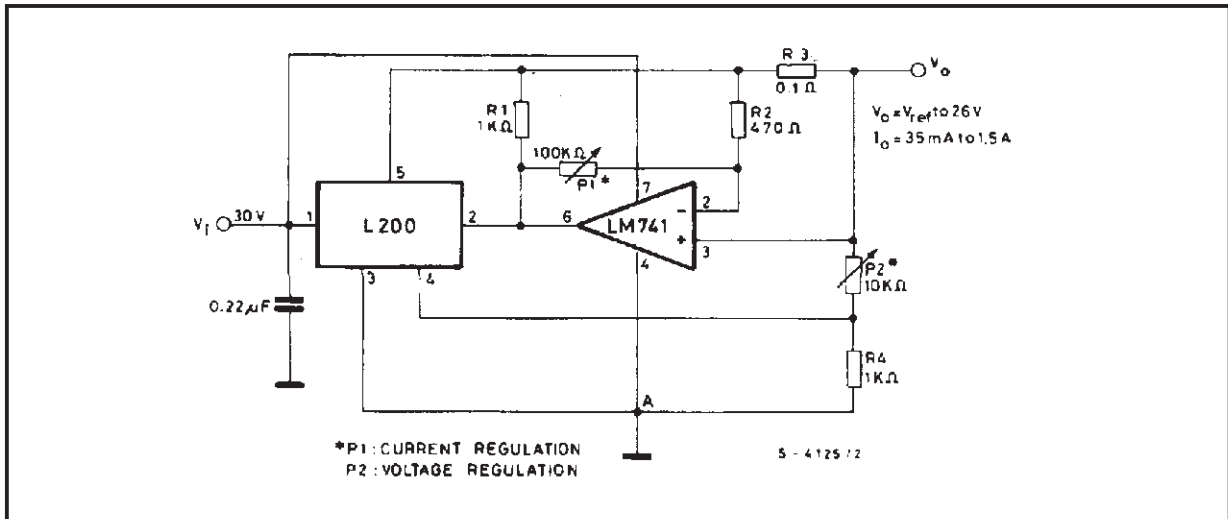 R3
0.1Ω
Vo
R1
1KΩ
R2
470Ω
Vo = Vref to 26V
Io = 35mA to 1.5A
100KΩ
P1*
5
7
2
Vi
30V
1
L200
2
6
LM741
-
+
3
4
P2*
10KΩ
3
4
0.22µF
R4
1KΩ
A
*P1: CURRENT REGULATION
P2: VOLTAGE REGULATION
S-4125/2